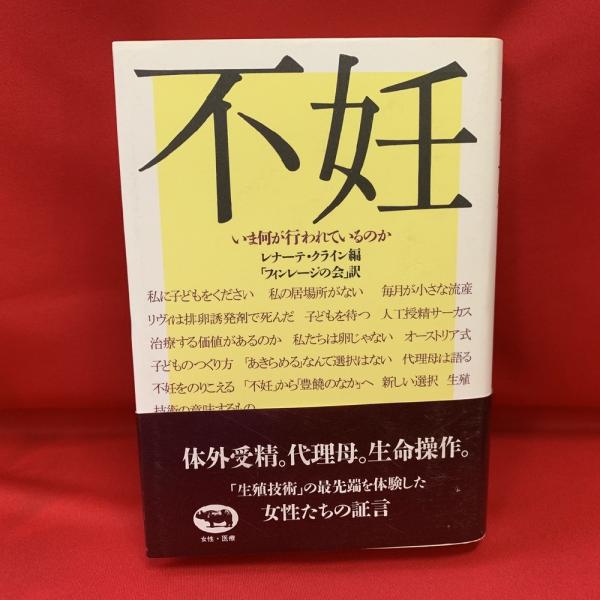 不妊
いま何が行われているのか
レナーテ・クライン編
「フィンレージの会」訳
私に子どもをください　私の居場所がない　毎月が小さな流産
リヴィは排卵誘発剤で死んだ　子どもを待つ　人工授精サーカス
治療する価値があるのか　私たちは卵じゃない　オーストリア式
子どものつくり方　「あきらめる」なんて選択はない　代理母は語る
不妊をのりこえる　「不妊」から「豊饒のなか」へ　新しい選択　生殖
技術の意味するもの
体外受精。代理母。生命操作。
「生殖技術」の最先端を体験した
女性たちの証言
女性・医療